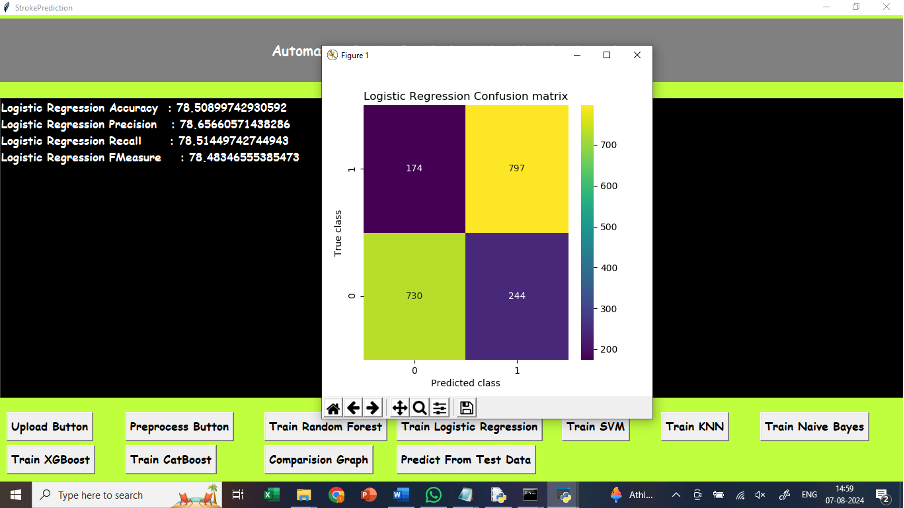 StrokePrediction
Automa
Figure 1
Logistic Regression Accuracy : 78.50899742930592
Logistic Regression Precision : 78.65660571438286
Logistic Regression Recall : 78.51449742744943
Logistic Regression FMeasure : 78.48346555385473
Logistic Regression Confusion matrix
174
797
730
244
True class
1
0
0
1
Predicted class
700
600
500
400
300
200
Upload Button
Preprocess Button
Train Random Forest
Train Logistic Regression
Train SVM
Train KNN
Train Naive Bayes
Train XGBoost
Train CatBoost
Comparision Graph
Predict From Test Data
Type here to search
Athl...
ENG
14:59
07-08-2024
2